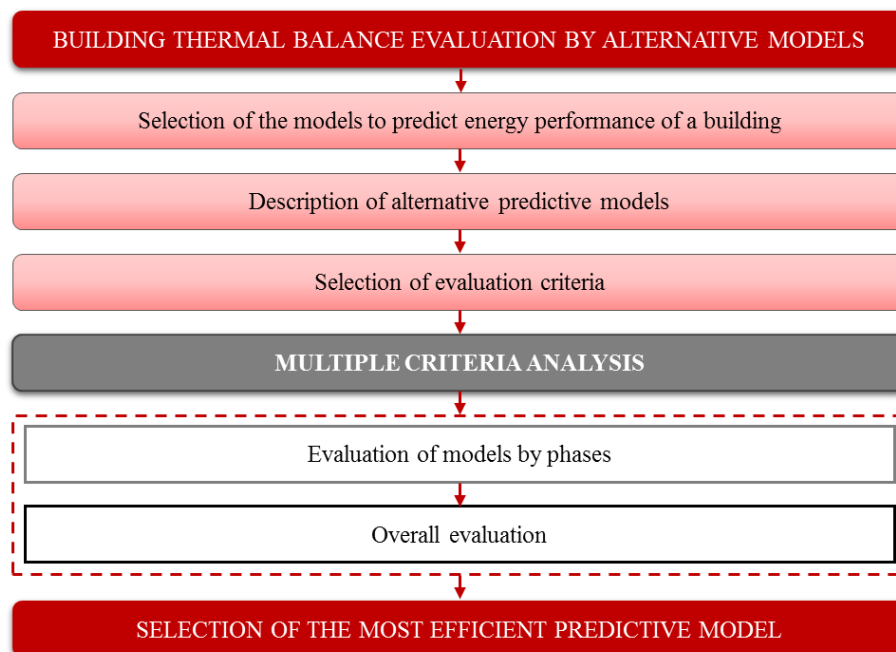 BUILDING THERMAL BALANCE EVALUATION BY ALTERNATIVE MODELS
Selection of the models to predict energy performance of a building
Description of alternative predictive models
Selection of evaluation criteria
MULTIPLE CRITERIA ANALYSIS
Evaluation of models by phases
Overall evaluation
SELECTION OF THE MOST EFFICIENT PREDICTIVE MODEL